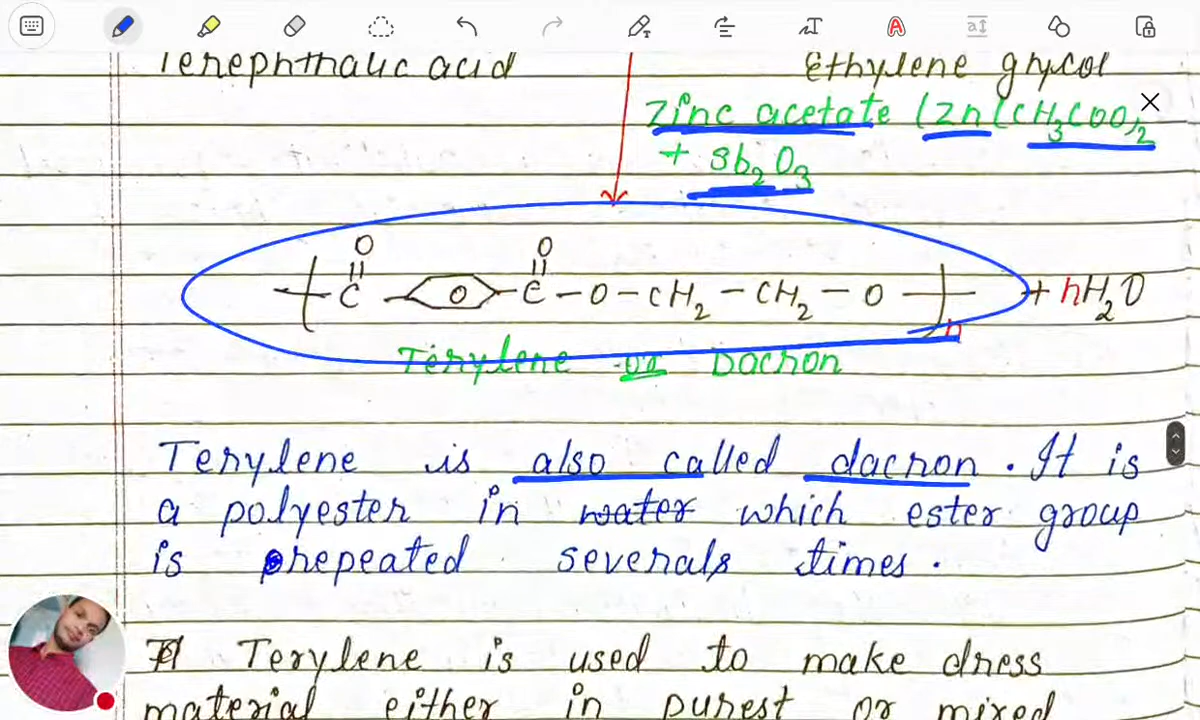 Terephthalic acid Ethylene glycol
Zinc acetate (Zn(CH3COO)2
+ Sb2O3
O O
C C - O - CH2 - CH2 - O + nH2O
n
Terylene or Dacron
Terylene is also called dacron. It is
a polyester in water which ester group
is repeated severals times.
Terylene is used to make dress
material either in purest or mixed